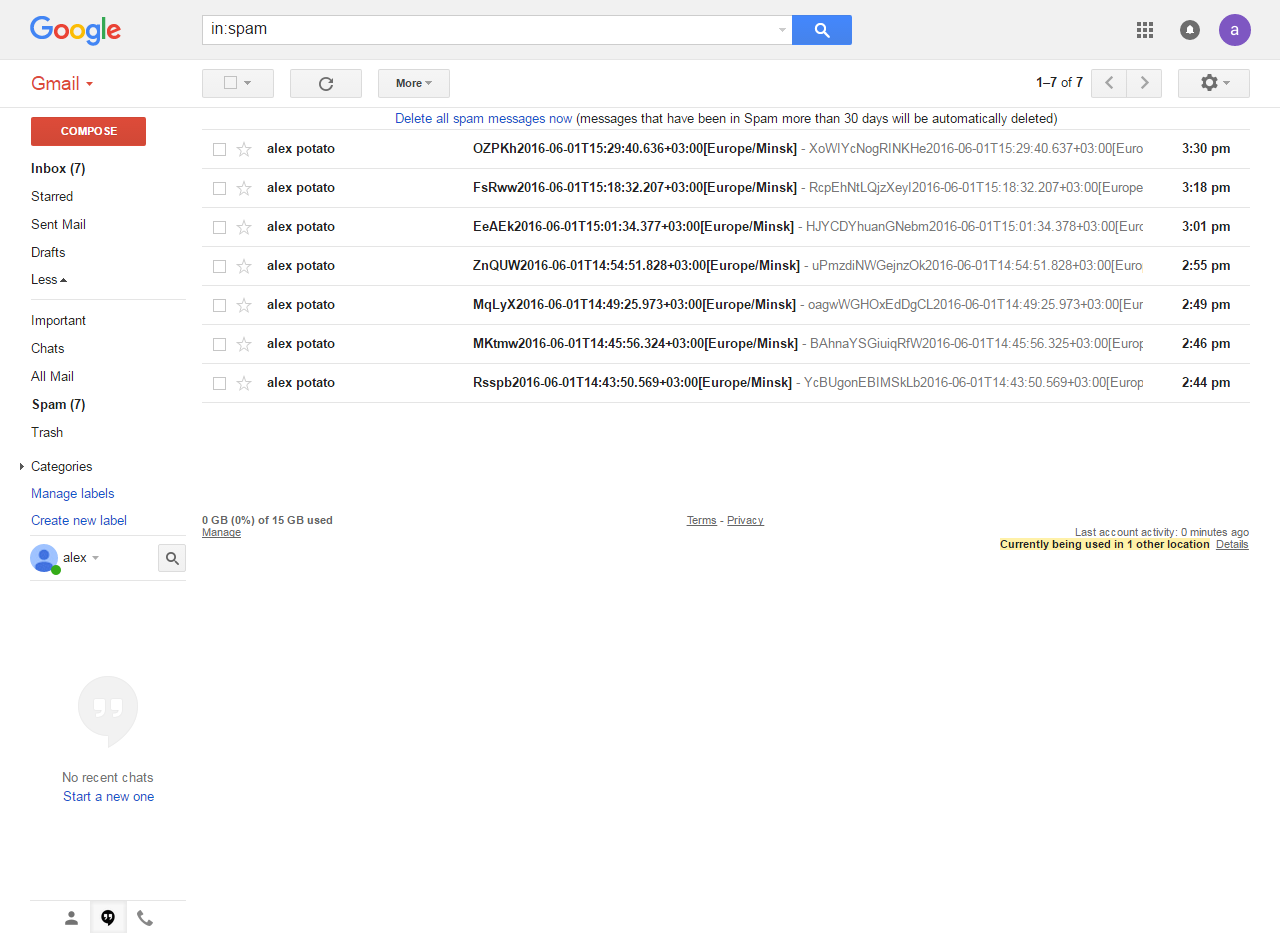 Google
in:spam
a
Gmail
More
1–7 of 7
COMPOSE
Delete all spam messages now (messages that have been in Spam more than 30 days will be automatically deleted)
alex potato OZPKh2016-06-01T15:29:40.636+03:00[Europe/Minsk] - XoWIYcNogRINKHe2016-06-01T15:29:40.637+03:00[Euro 3:30 pm
alex potato FsRww2016-06-01T15:18:32.207+03:00[Europe/Minsk] - RcpEhNtLQjzXeyI2016-06-01T15:18:32.207+03:00[Europe 3:18 pm
alex potato EeAEk2016-06-01T15:01:34.377+03:00[Europe/Minsk] - HJYCDYhuanGNebm2016-06-01T15:01:34.378+03:00[Eurc 3:01 pm
alex potato ZnQUW2016-06-01T14:54:51.828+03:00[Europe/Minsk] - uPmzdiNWGejnzOk2016-06-01T14:54:51.828+03:00[Euro 2:55 pm
alex potato MqLyX2016-06-01T14:49:25.973+03:00[Europe/Minsk] - oagwWGHOxEdDgCL2016-06-01T14:49:25.973+03:00[Eur 2:49 pm
alex potato MKtmw2016-06-01T14:45:56.324+03:00[Europe/Minsk] - BAhnaYSGiuiqRfW2016-06-01T14:45:56.325+03:00[Europ 2:46 pm
alex potato Rsspb2016-06-01T14:43:50.569+03:00[Europe/Minsk] - YcBUgonEBIMSkLb2016-06-01T14:43:50.569+03:00[Europ 2:44 pm
Inbox (7)
Starred
Sent Mail
Drafts
Less
Important
Chats
All Mail
Spam (7)
Trash
Categories
Manage labels
Create new label
alex
No recent chats
Start a new one
0 GB (0%) of 15 GB used
Manage
Terms - Privacy
Last account activity: 0 minutes ago
Currently being used in 1 other location Details